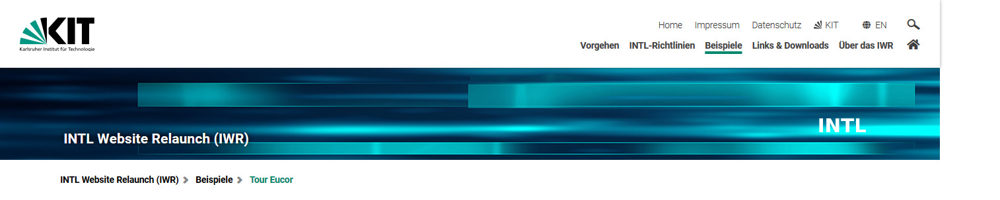 KIT
Karlsruher Institut für Technologie
Home Impressum Datenschutz KIT EN
Vorgehen INTL-Richtlinien Beispiele Links & Downloads Über das IWR
INTL
INTL Website Relaunch (IWR)
INTL Website Relaunch (IWR) Beispiele Tour Eucor